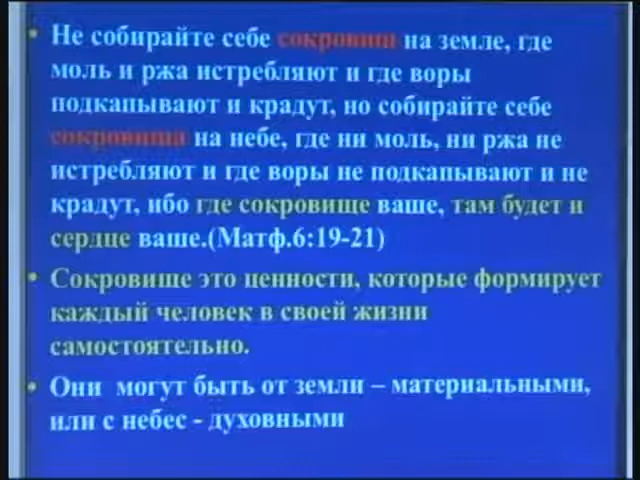 • Не собирайте себе сокровищ на земле, где
моль и ржа истребляют и где воры
подкапывают и крадут, но собирайте себе
сокровища на небе, где ни моль, ни ржа не
истребляют и где воры не подкапывают и не
крадут, ибо где сокровище ваше, там будет и
сердце ваше.(Матф.6:19-21)
• Сокровище это ценности, которые формирует
каждый человек в своей жизни
самостоятельно.
• Они могут быть от земли – материальными,
или с небес - духовными